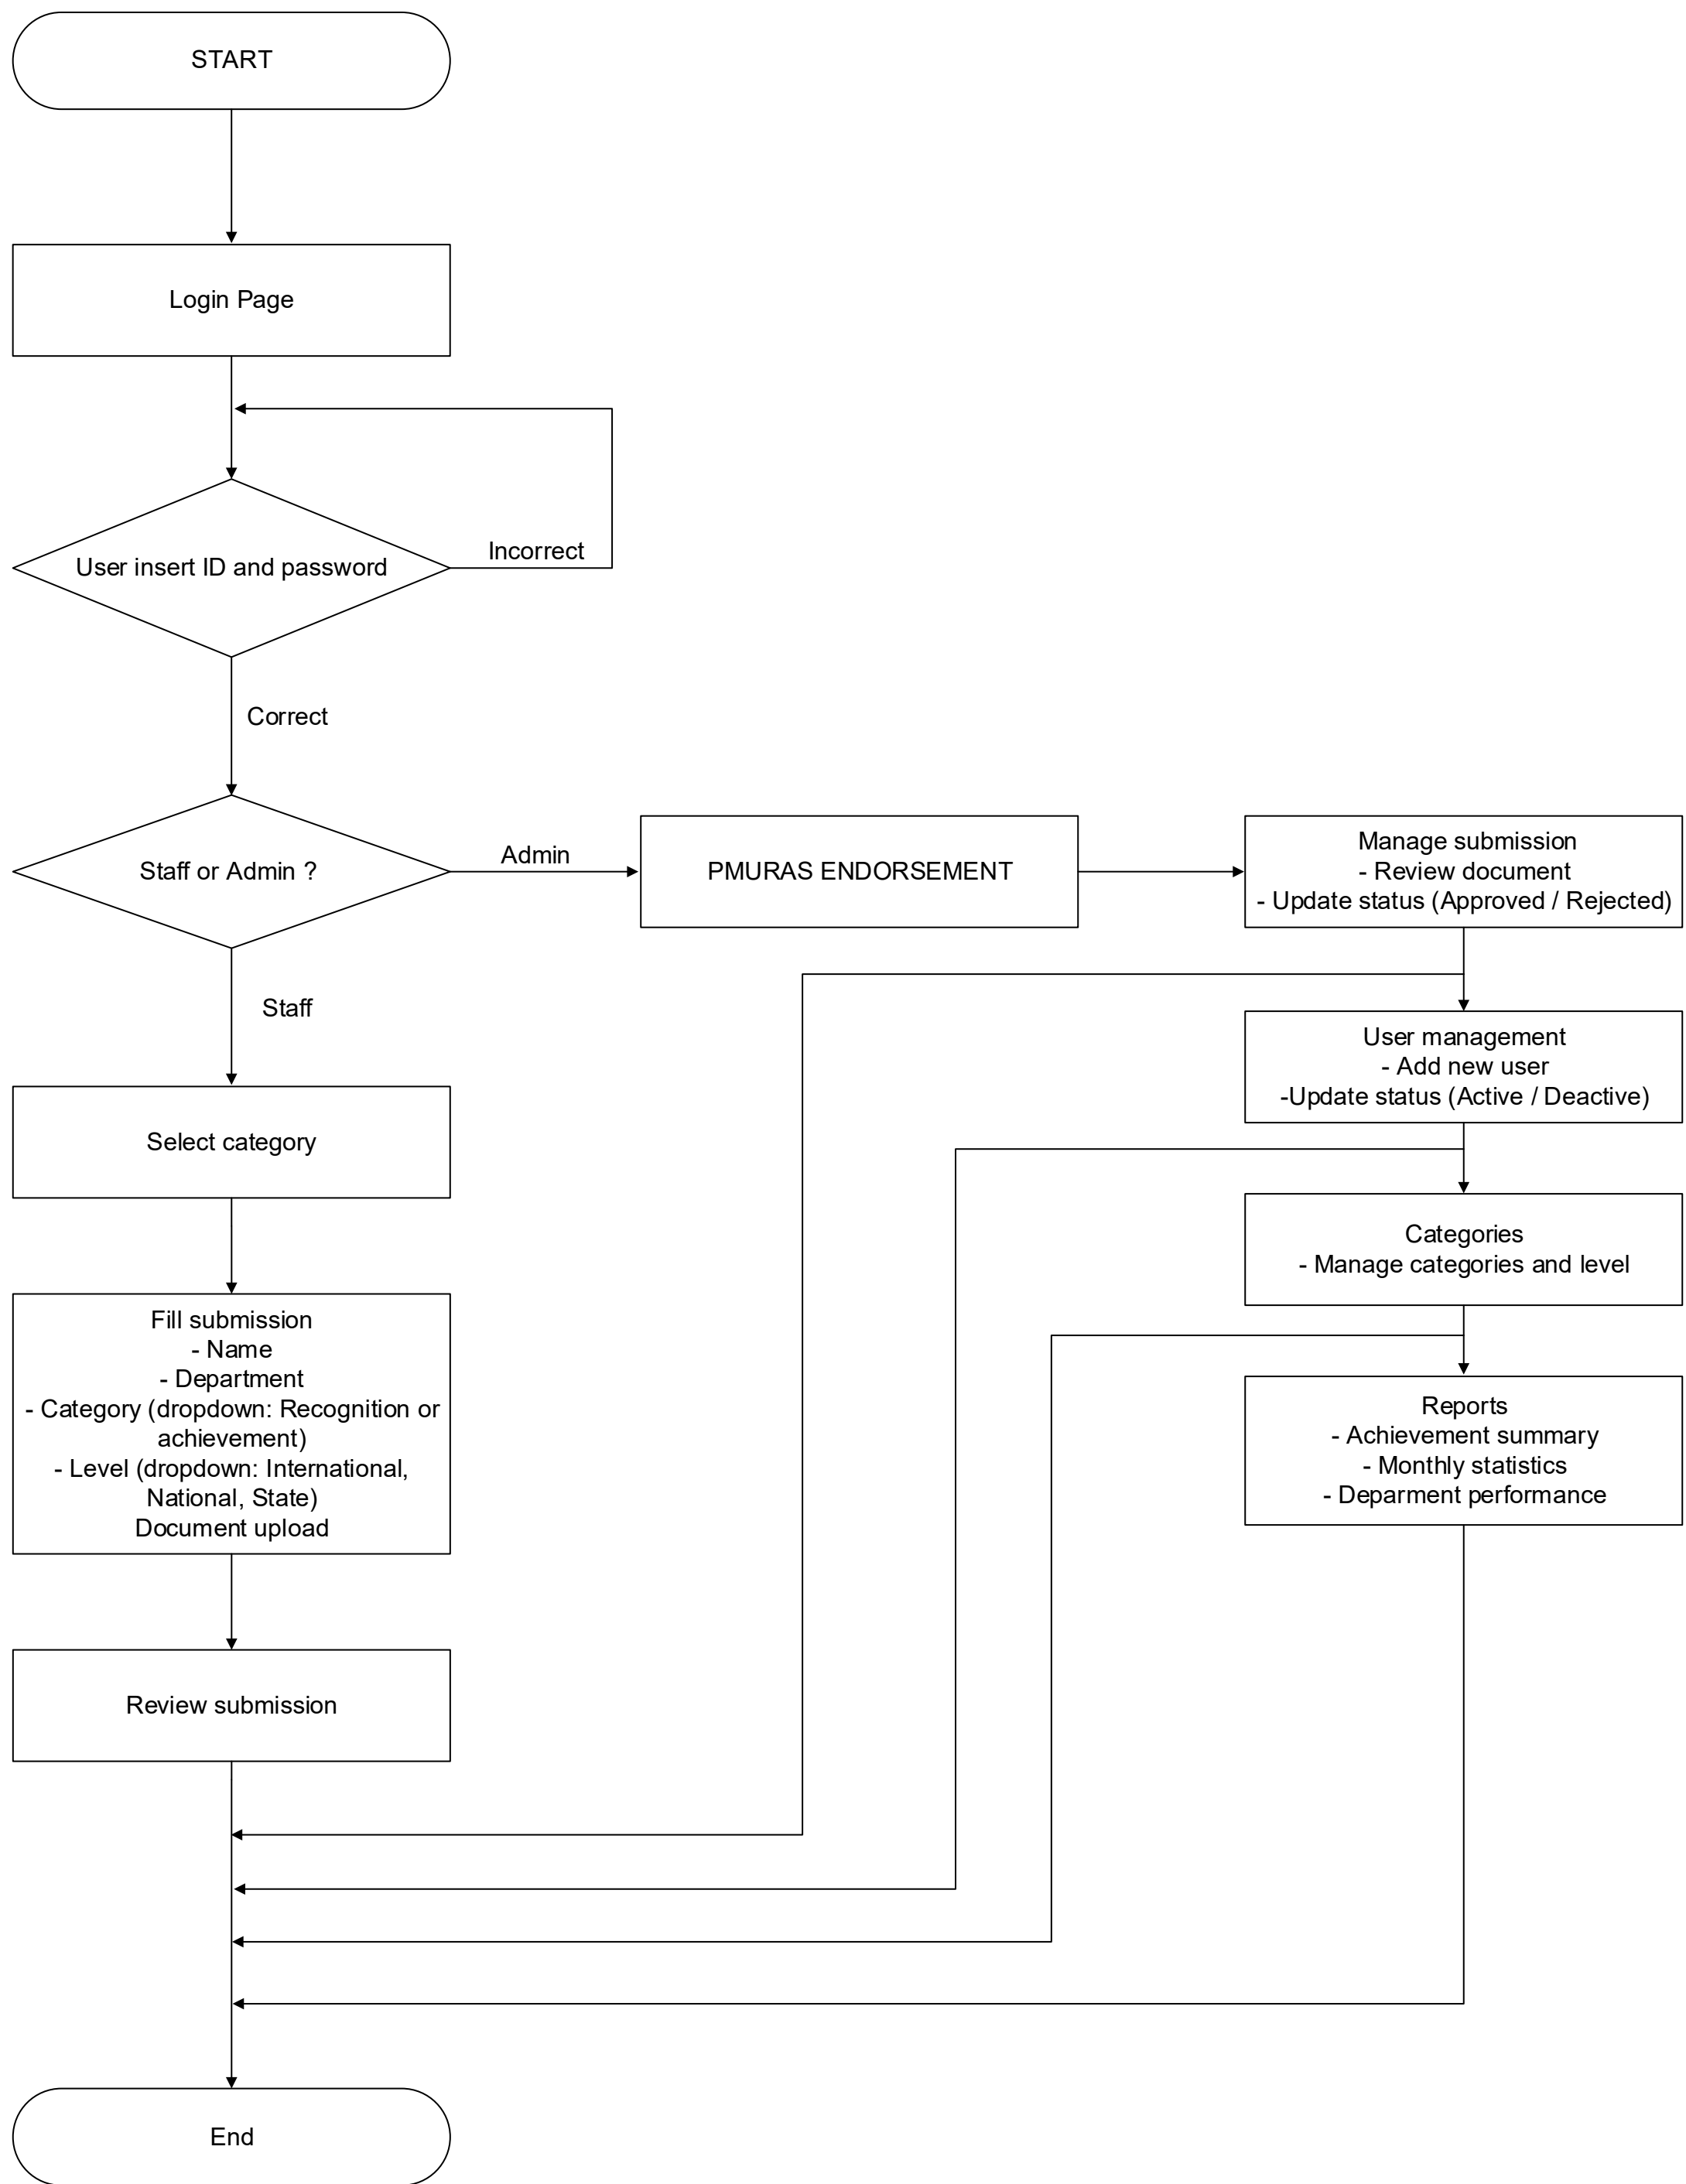 START
Login Page
User insert ID and password
Incorrect
Correct
Staff or Admin ?
Admin
PMURAS ENDORSEMENT
Manage submission
- Review document
- Update status (Approved / Rejected)
Staff
User management
- Add new user
-Update status (Active / Deactive)
Select category
Categories
- Manage categories and level
Fill submission
- Name
- Department
- Category (dropdown: Recognition or
achievement)
- Level (dropdown: International,
National, State)
Document upload
Reports
- Achievement summary
- Monthly statistics
- Deparment performance
Review submission
End